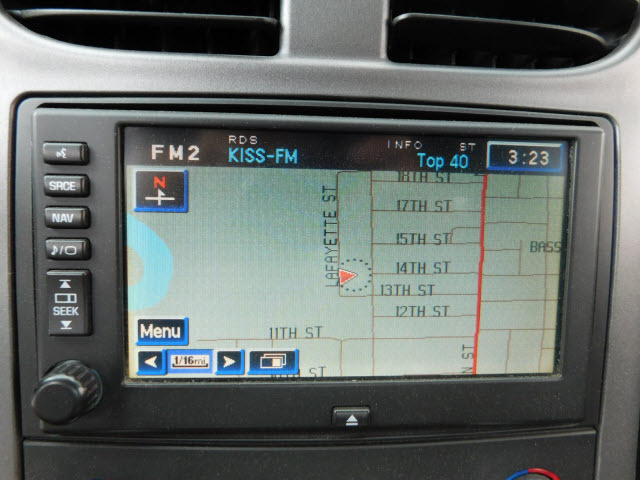 RDS INFO ST
FM2 KISS-FM Top 40 3:23
SRCE
NAV
SEEK
N
18TH ST
17TH ST
LAFAYETTE ST
15TH ST
BASS
14TH ST
13TH ST
12TH ST
Menu
11TH ST
1/16mi.
ST
N ST